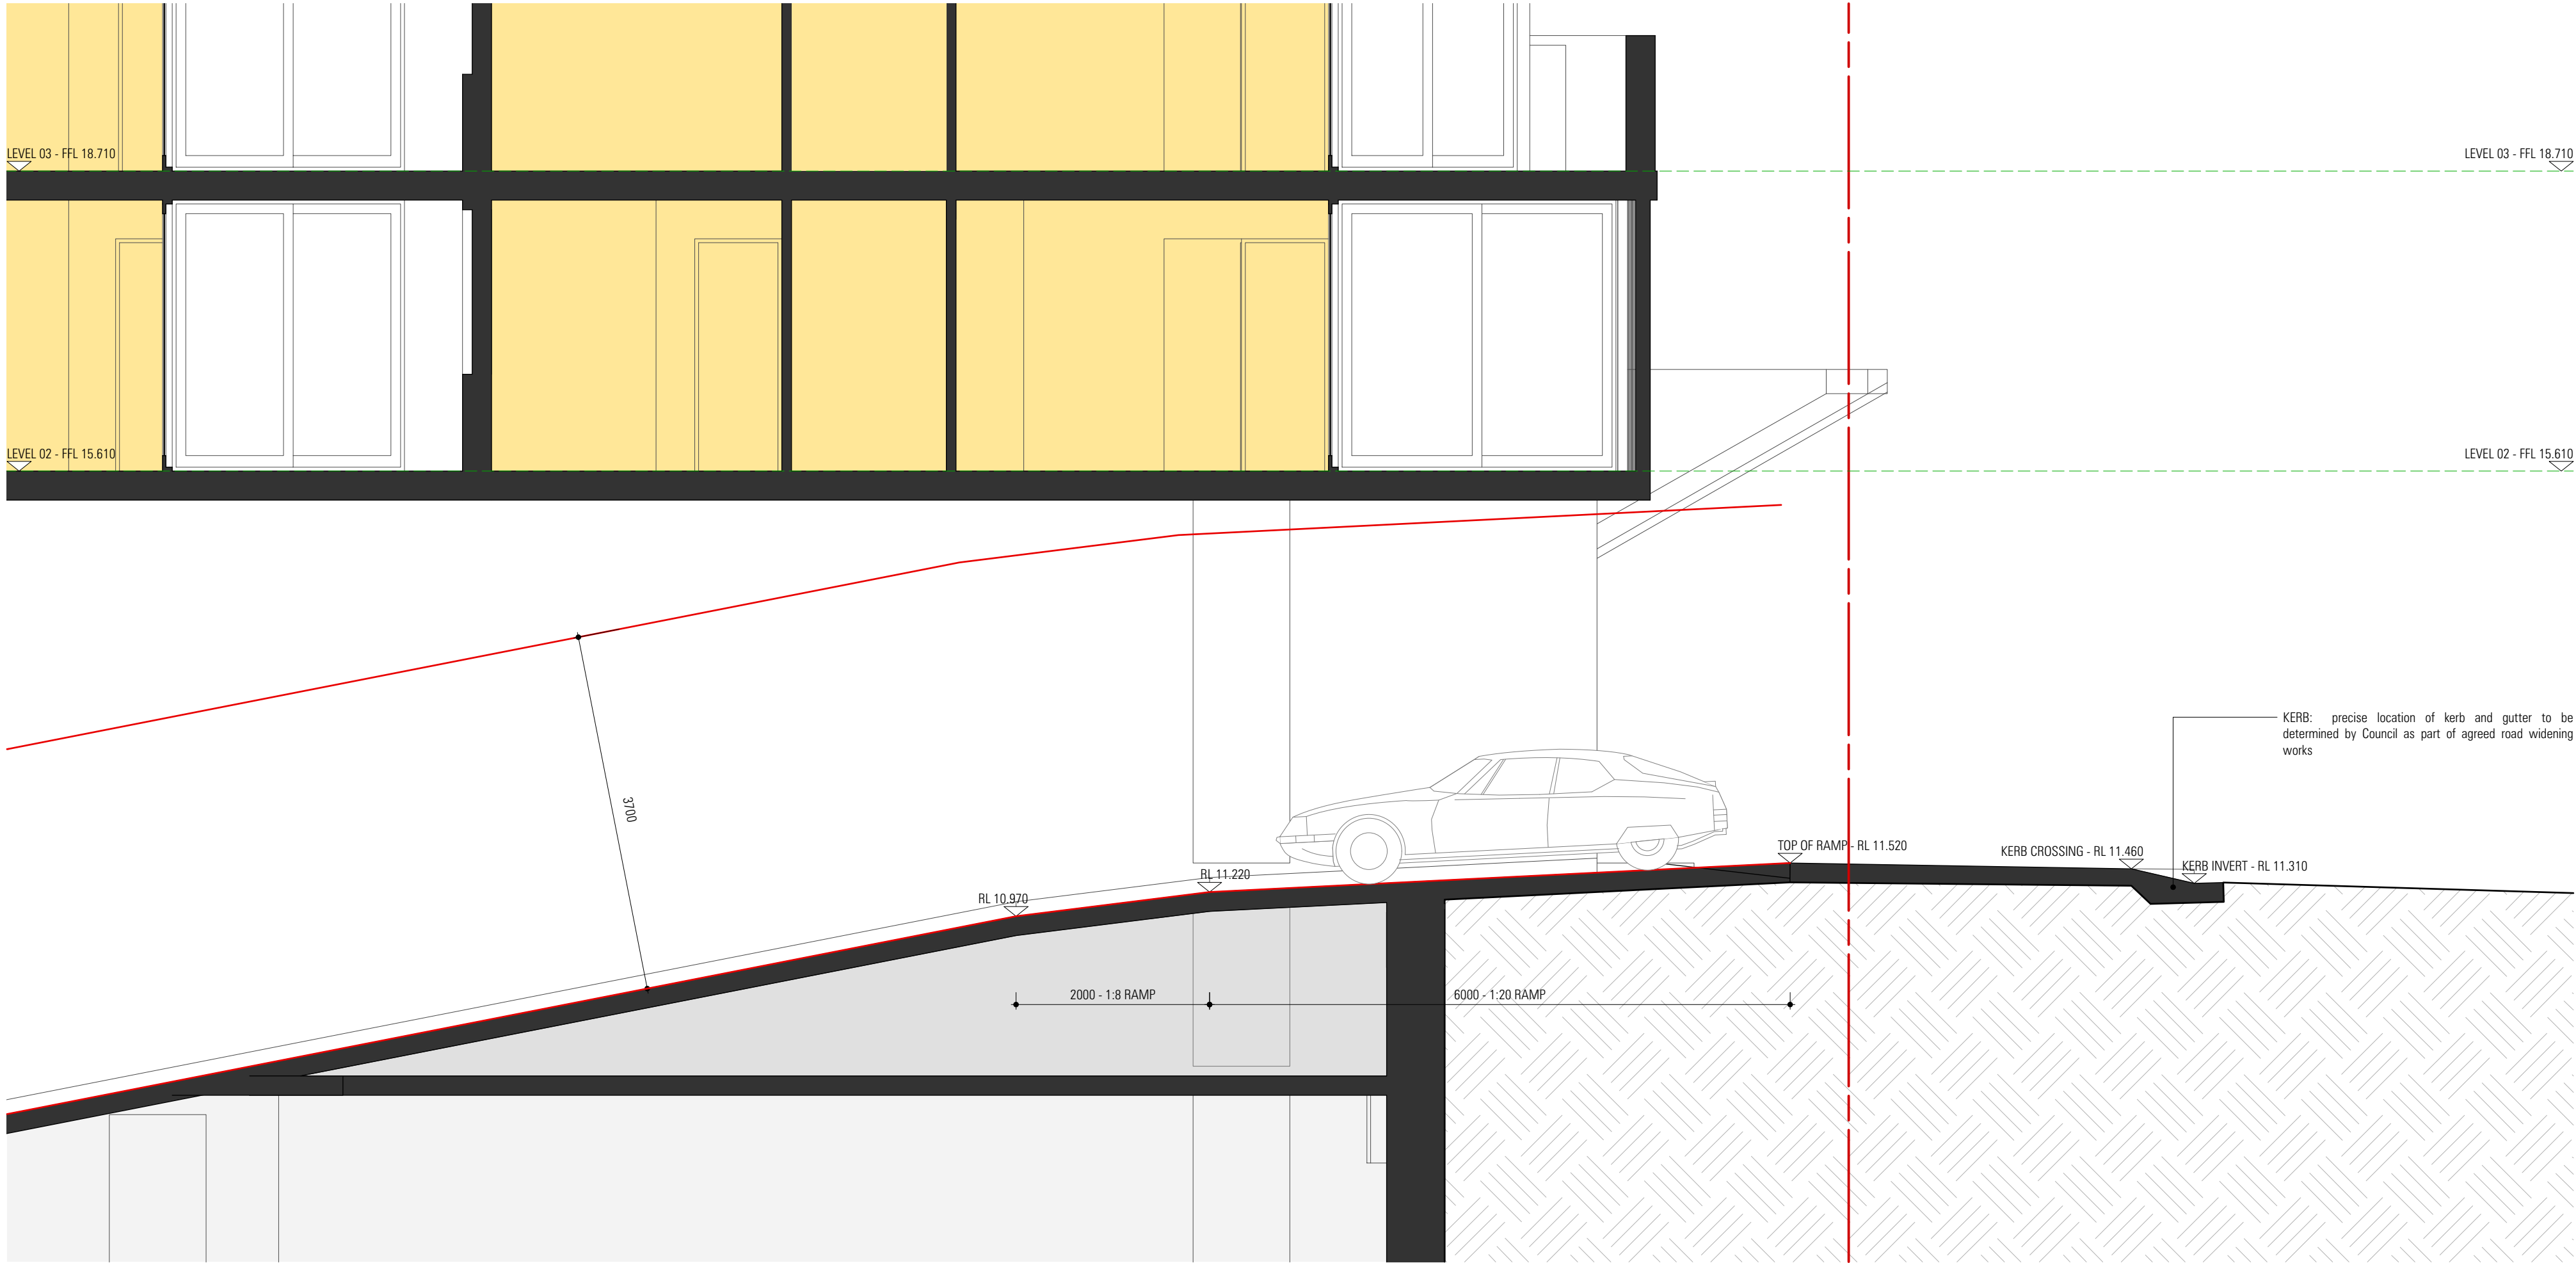 LEVEL 03 - FFL 18.710
LEVEL 03 - FFL 18.710
LEVEL 02 - FFL 15.610
LEVEL 02 - FFL 15.610
KERB: precise location of kerb and gutter to be
determined by Council as part of agreed road widening
works
3700
TOP OF RAMP - RL 11.520
KERB CROSSING - RL 11.460
KERB INVERT - RL 11.310
RL 11.220
RL 10.970
2000 - 1:8 RAMP
6000 - 1:20 RAMP